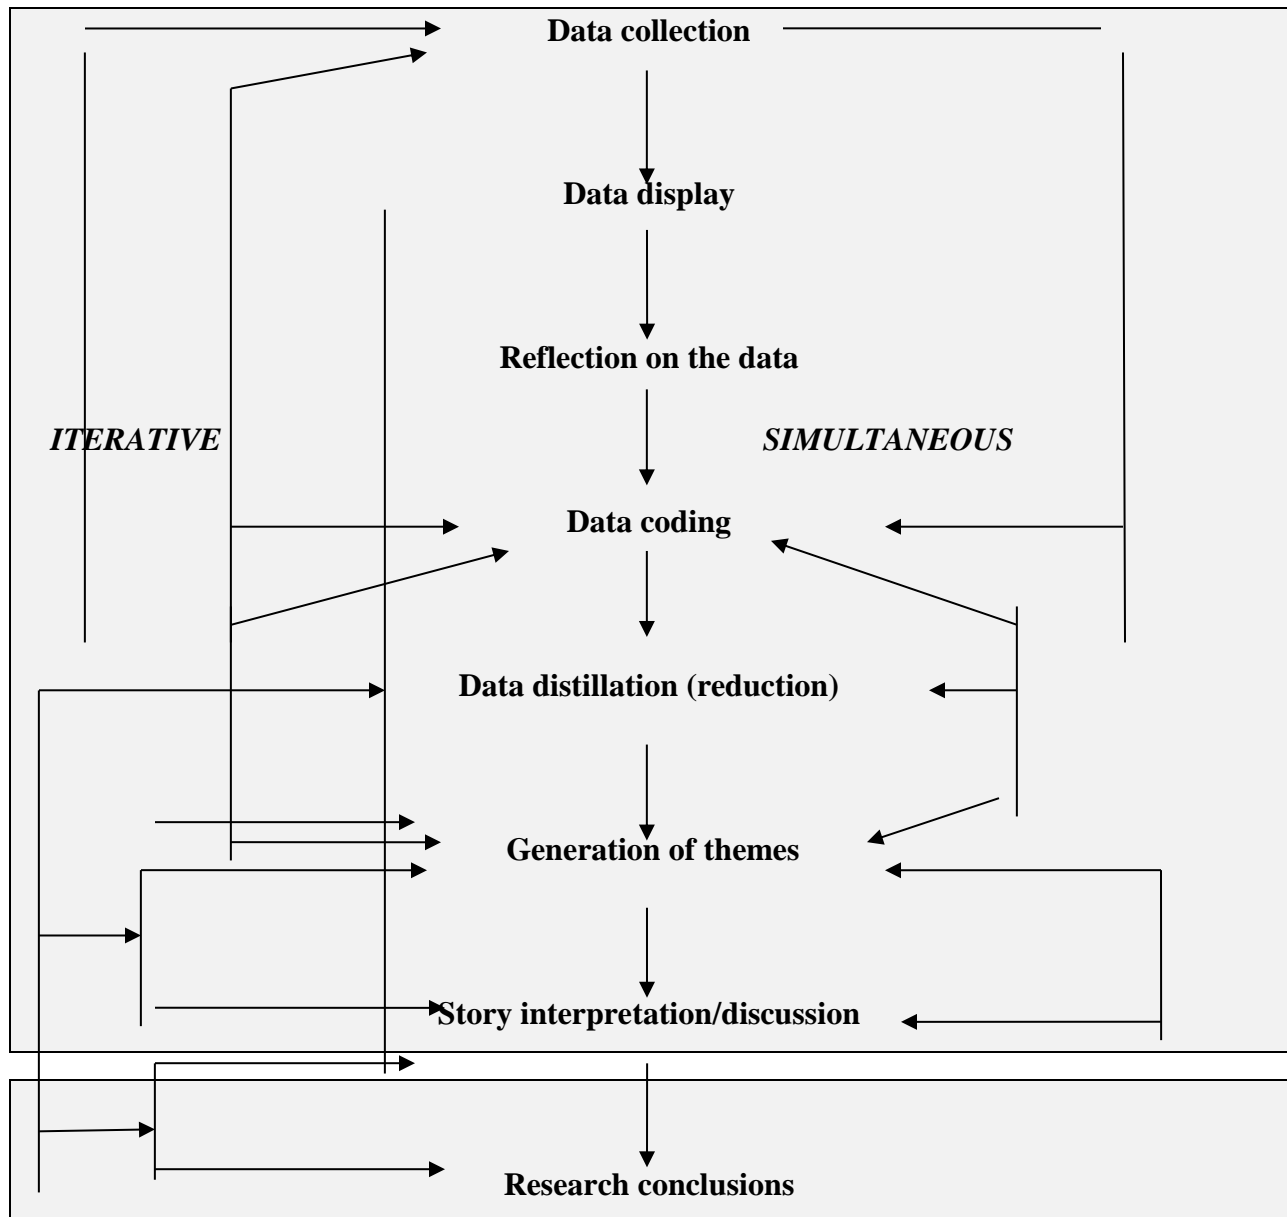 Data collection
Data display
Reflection on the data
ITERATIVE
SIMULTANEOUS
Data coding
Data distillation (reduction)
Generation of themes
Story interpretation/discussion
Research conclusions